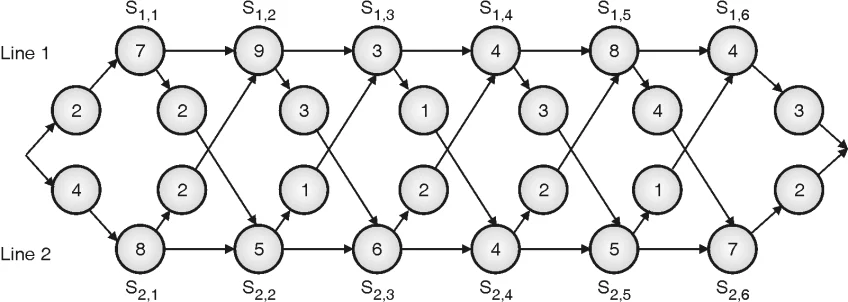 S1,1 S1,2 S1,3 S1,4 S1,5 S1,6
Line 1 7 9 3 4 8 4
2 2 3 1 3 4 3
4 2 1 2 2 1 2
Line 2 8 5 6 4 5 7
S2,1 S2,2 S2,3 S2,4 S2,5 S2,6